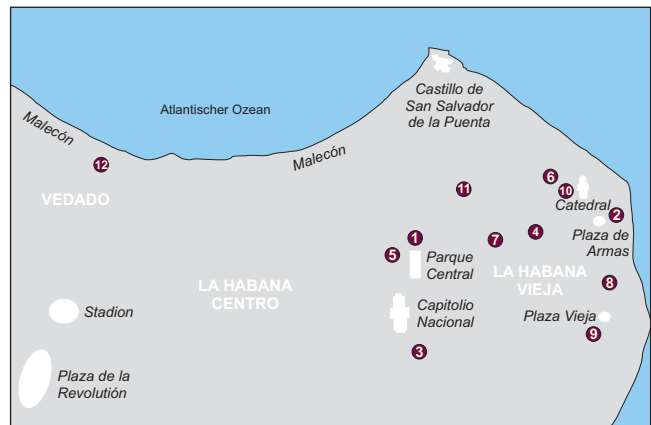 Castillo de
San Salvador
de la Puenta
Atlantischer Ozean
Malecón
Malecón
12
VEDADO
6
11
10
Catedral
2
Plaza de
Armas
4
7
1
5
Parque
Central
LA HABANA
VIEJA
LA HABANA
CENTRO
8
Capitolio
Nacional
Stadion
Plaza Vieja
9
3
Plaza de la
Revolutión